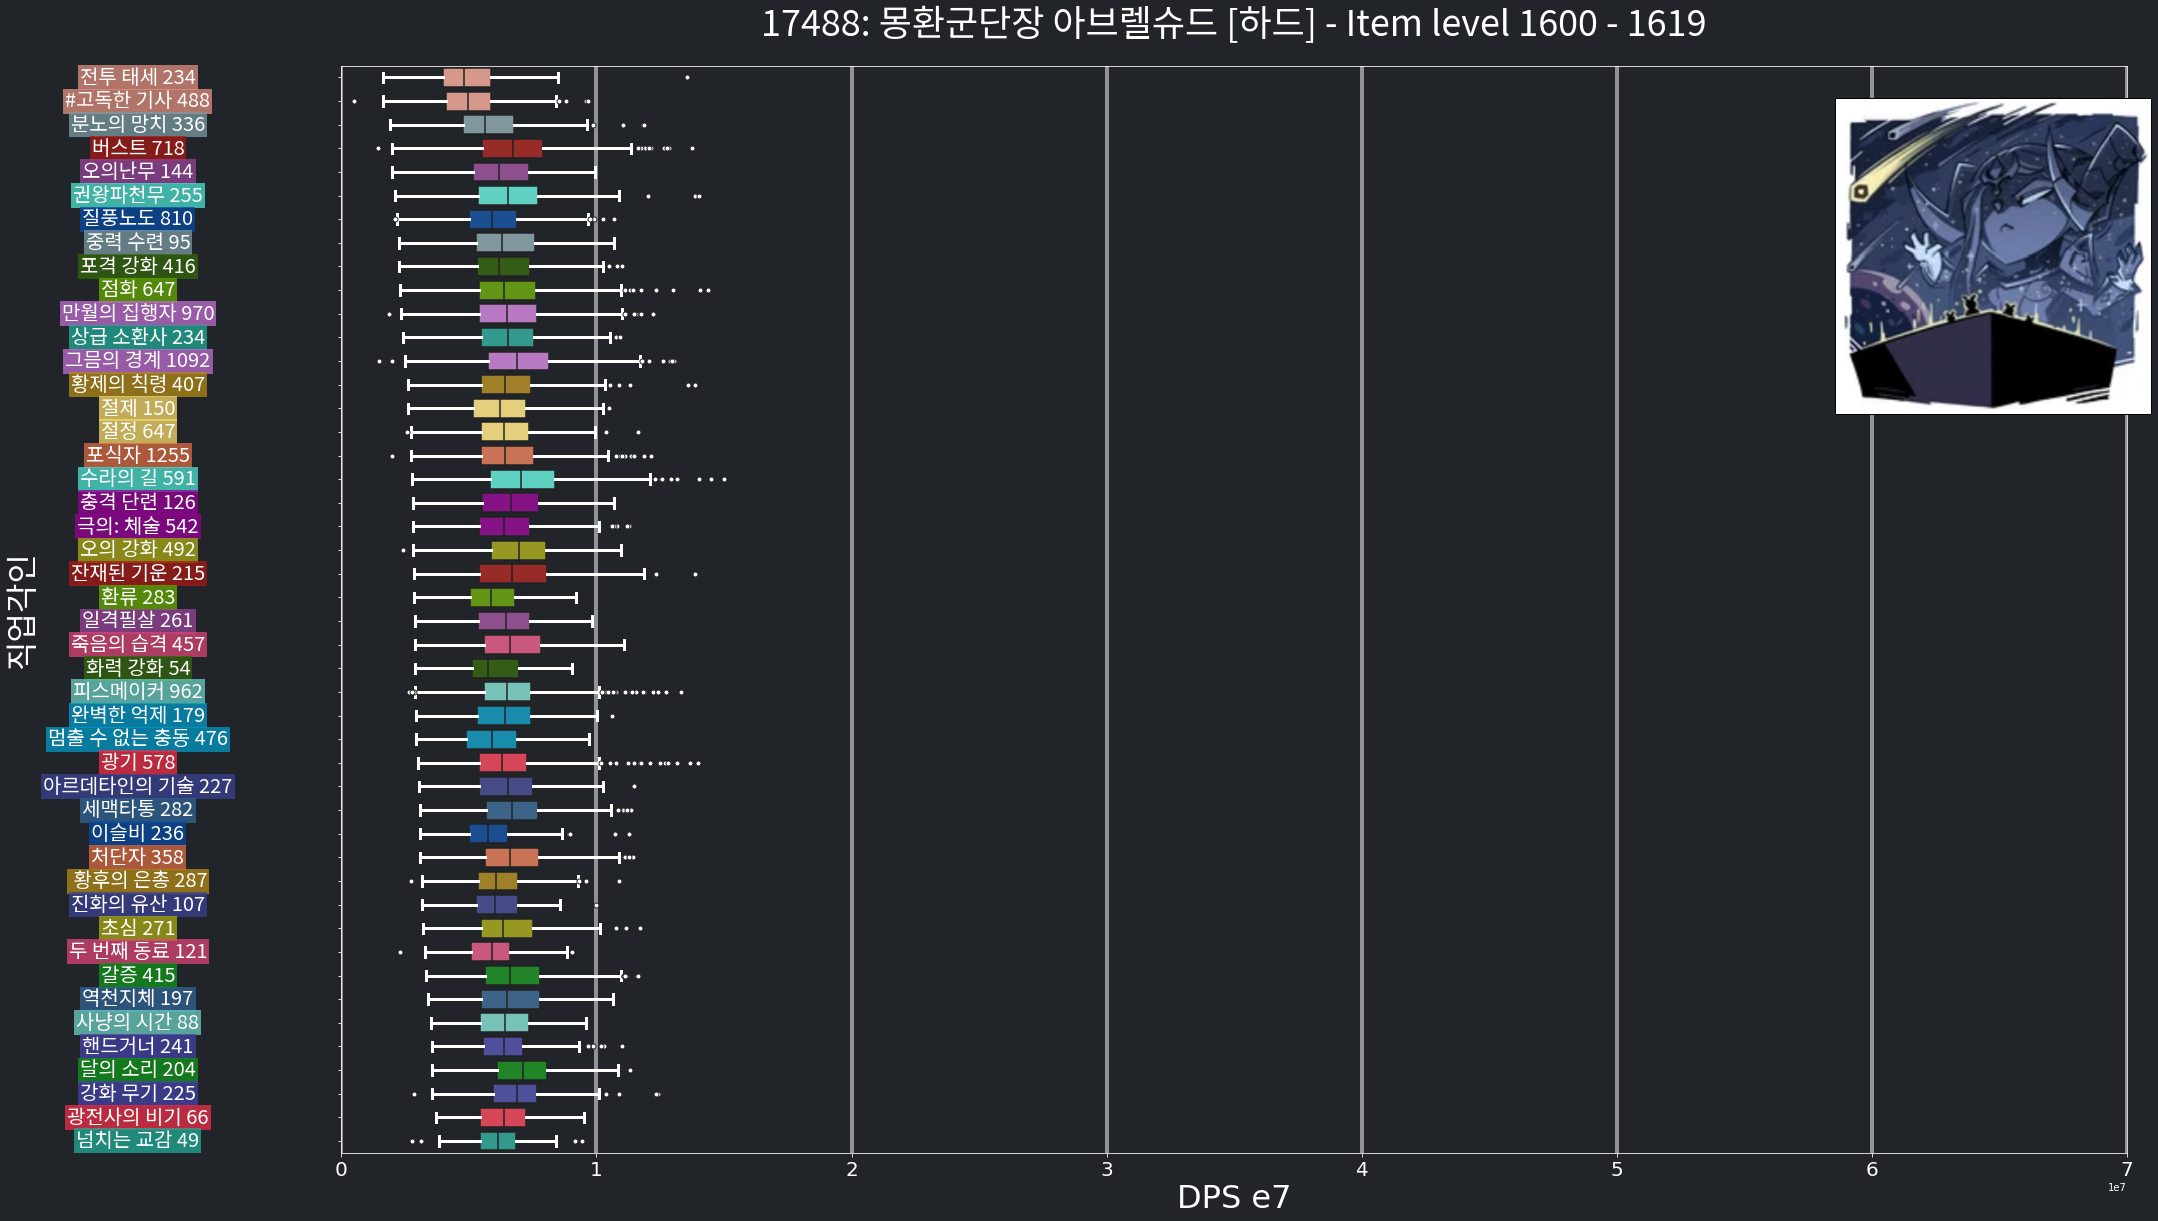 17488: 몽환군단장 아브렐슈드 [하드] - Item level 1600 - 1619
직업각인
전투 태세 234
#고독한 기사 488
분노의 망치 336
버스트 718
오의난무 144
권왕파천무 255
질풍노도 810
중력 수련 95
포격 강화 416
점화 647
만월의 집행자 970
상급 소환사 234
그믐의 경계 1092
황제의 칙령 407
절제 150
절정 647
포식자 1255
수라의 길 591
충격 단련 126
극의: 체술 542
오의 강화 492
잔재된 기운 215
환류 283
일격필살 261
죽음의 습격 457
화력 강화 54
피스메이커 962
완벽한 억제 179
멈출 수 없는 충동 476
광기 578
아르데타인의 기술 227
세맥타통 282
이슬비 236
처단자 358
황후의 은총 287
진화의 유산 107
초심 271
두 번째 동료 121
갈증 415
역천지체 197
사냥의 시간 88
핸드거너 241
달의 소리 204
강화 무기 225
광전사의 비기 66
넘치는 교감 49
0 1 2 3 4 5 6 7
1e7
DPS e7